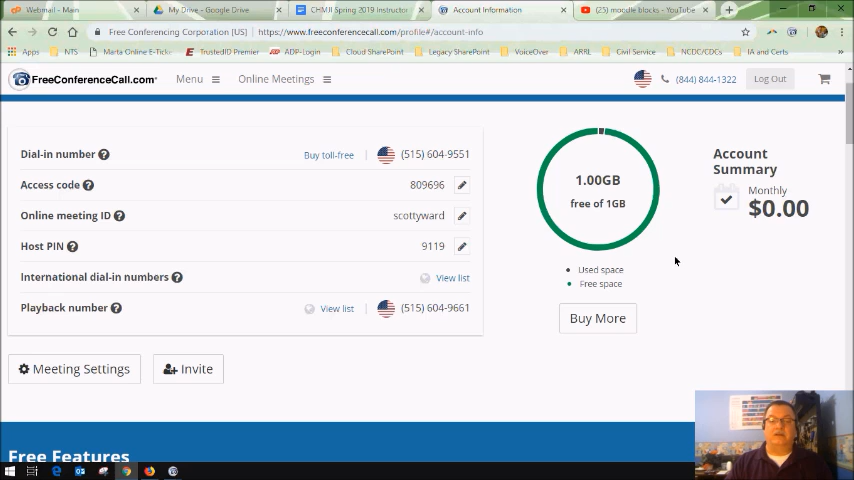 Webmail - Main
My Drive - Google Drive
CHMJI Spring 2019 Instructor
Account Information
(25) moodle blocks - YouTube
Free Conferencing Corporation [US] | https://www.freeconferencecall.com/profile#/account-info
Apps NTS Marta Online E-Ticke TrustedID Premier ADP-Login Cloud SharePoint Legacy SharePoint VoiceOver ARR Civil Service NCDC/CDCs IA and Certs
FreeConferenceCall.com Menu Online Meetings (844) 844-1322 Log Out
Dial-in number ? Buy toll-free | (515) 604-9551
Access code ? 809696
Online meeting ID ? scottyward
Host PIN ? 9119
International dial-in numbers ? View list
Playback number ? View list | (515) 604-9661
1.00GB
free of 1GB
Used space
Free space
Buy More
Account
Summary
Monthly
$0.00
Meeting Settings
Invite
Free Features